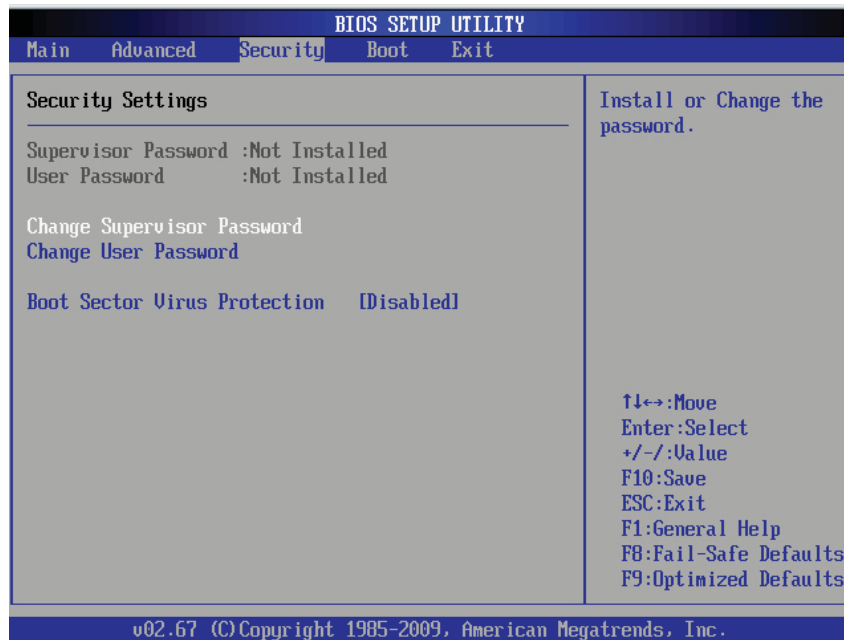 BIOS SETUP UTILITY
Main Advanced Security Boot Exit
Security Settings
Supervisor Password :Not Installed
User Password :Not Installed
Change Supervisor Password
Change User Password
Boot Sector Virus Protection [Disabled]
Install or Change the
password.
↑↓←→:Move
Enter:Select
+/-/:Value
F10:Save
ESC:Exit
F1:General Help
F8:Fail-Safe Defaults
F9:Optimized Defaults
v02.67 (C)Copyright 1985-2009, American Megatrends, Inc.